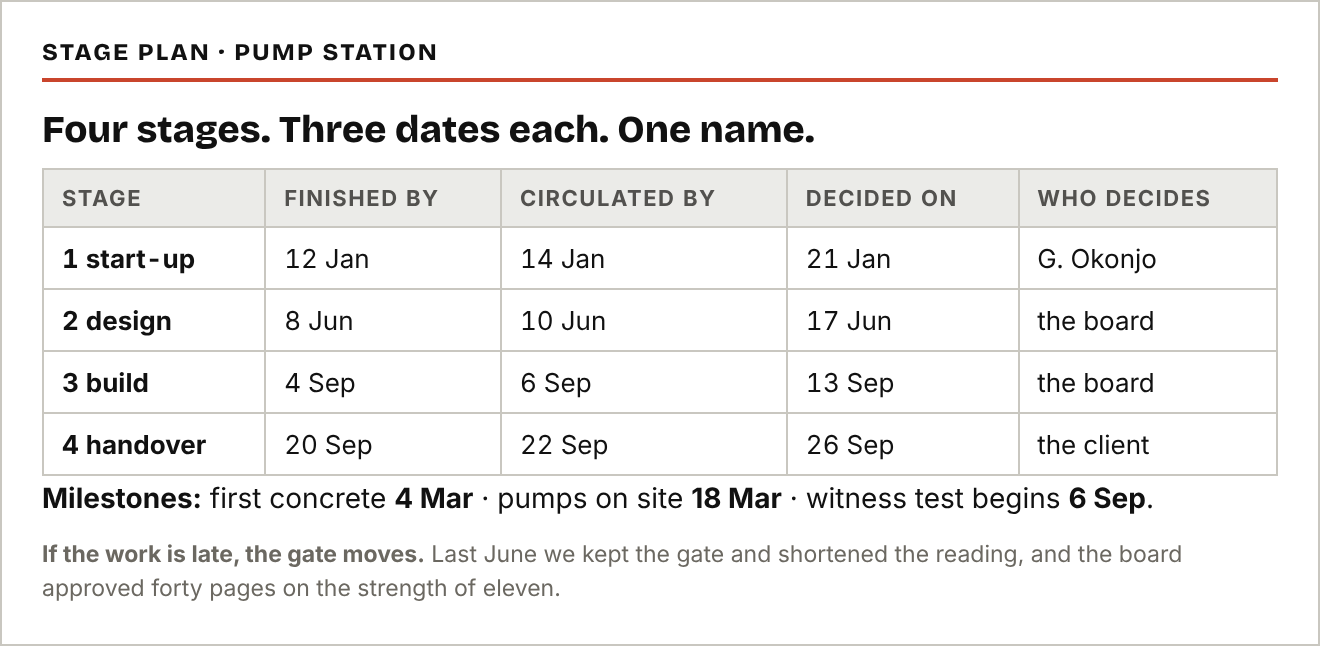 STAGE PLAN · PUMP STATION
Four stages. Three dates each. One name.
STAGE FINISHED BY CIRCULATED BY DECIDED ON WHO DECIDES
1 start-up 12 Jan 14 Jan 21 Jan G. Okonjo
2 design 8 Jun 10 Jun 17 Jun the board
3 build 4 Sep 6 Sep 13 Sep the board
4 handover 20 Sep 22 Sep 26 Sep the client
Milestones: first concrete 4 Mar · pumps on site 18 Mar · witness test begins 6 Sep.
If the work is late, the gate moves. Last June we kept the gate and shortened the reading, and the board
approved forty pages on the strength of eleven.